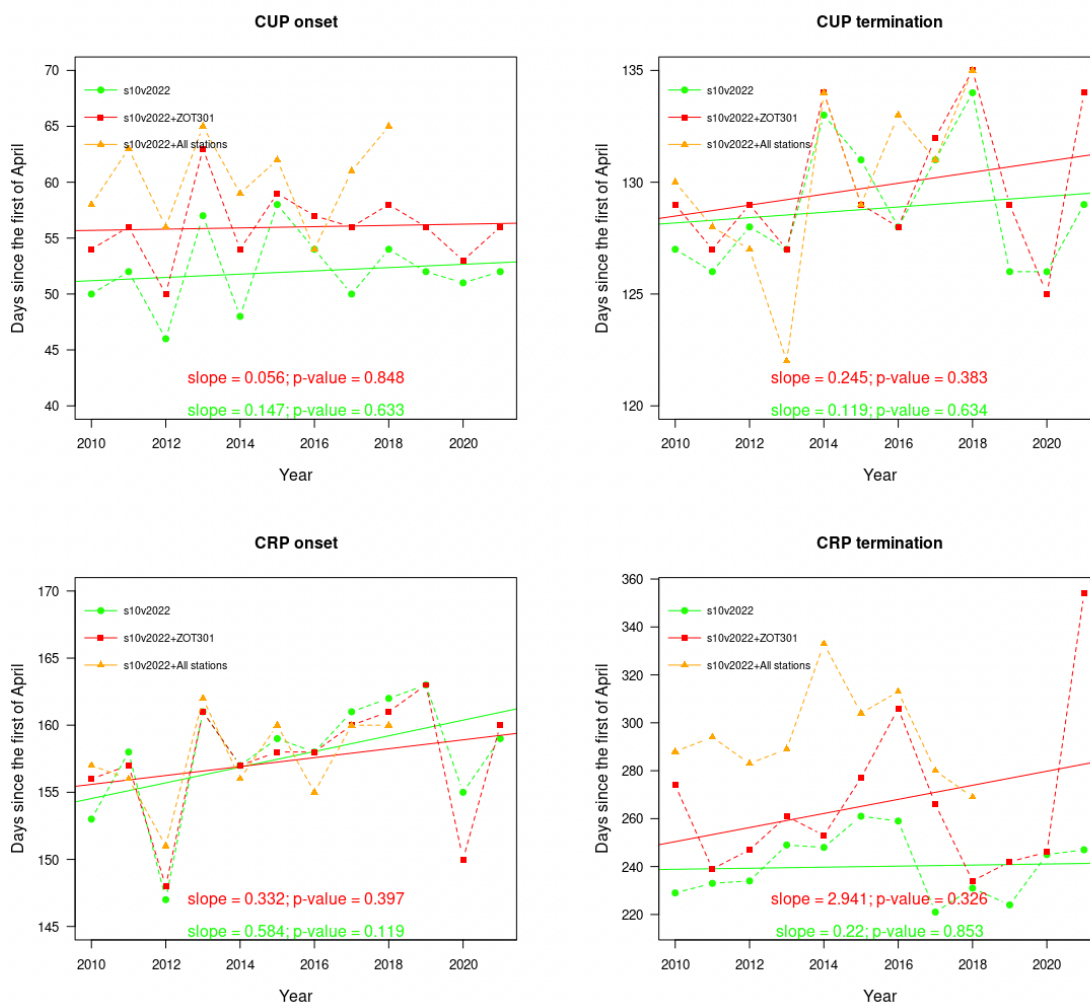 CUP onset
70
65
60
55
50
45
40
Days since the first of April
s10v2022
s10v2022+ZOT301
s10v2022+All stations
slope = 0.056; p-value = 0.848
slope = 0.147; p-value = 0.633
2010 2012 2014 2016 2018 2020
Year
CUP termination
135
130
125
120
Days since the first of April
s10v2022
s10v2022+ZOT301
s10v2022+All stations
slope = 0.245; p-value = 0.383
slope = 0.119; p-value = 0.634
2010 2012 2014 2016 2018 2020
Year
CRP onset
170
165
160
155
150
145
Days since the first of April
s10v2022
s10v2022+ZOT301
s10v2022+All stations
slope = 0.332; p-value = 0.397
slope = 0.584; p-value = 0.119
2010 2012 2014 2016 2018 2020
Year
CRP termination
360
340
320
300
280
260
240
220
Days since the first of April
s10v2022
s10v2022+ZOT301
s10v2022+All stations
slope = 2.941; p-value = 0.326
slope = 0.22; p-value = 0.853
2010 2012 2014 2016 2018 2020
Year